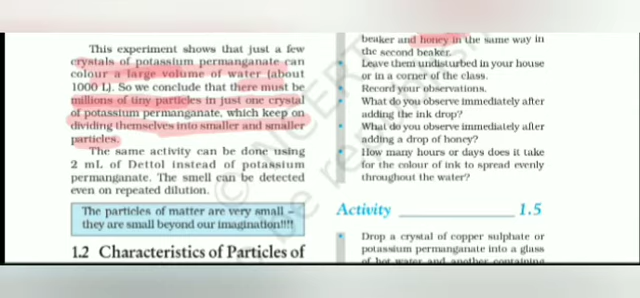 This experiment shows that just a few
crystals of potassium permanganate can
colour a large volume of water (about
1000 L). So we conclude that there must be
millions of tiny particles in just one crystal
of potassium permanganate, which keep on
dividing themselves into smaller and smaller
particles.
The same activity can be done using
2 mL of Dettol instead of potassium
permanganate. The smell can be detected
even on repeated dilution.
The particles of matter are very small –
they are small beyond our imagination!!!!
1.2 Characteristics of Particles of
beaker and honey in the same way in
the second beaker.
• Leave them undisturbed in your house
or in a corner of the class.
• Record your observations.
• What do you observe immediately after
adding the ink drop?
• What do you observe immediately after
adding a drop of honey?
• How many hours or days does it take
for the colour of ink to spread evenly
throughout the water?
Activity 1.5
• Drop a crystal of copper sulphate or
potassium permanganate into a glass
of hot water and another containing